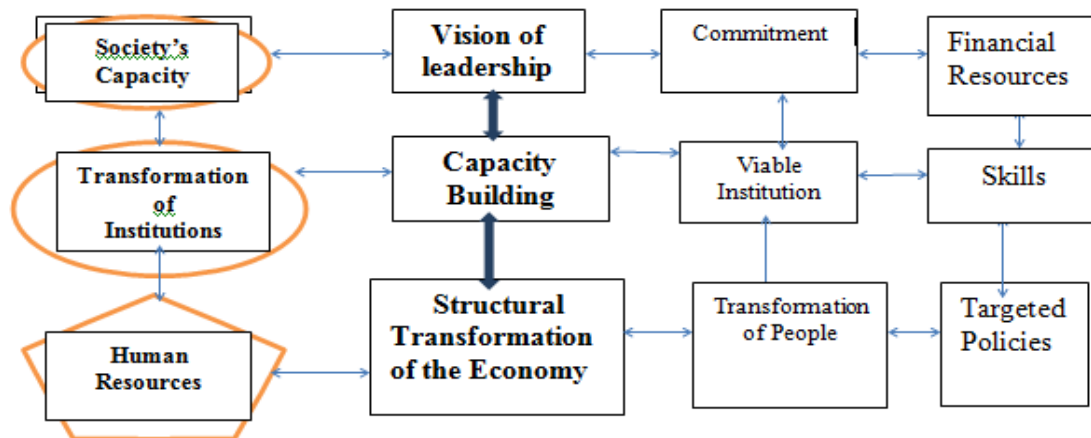 Society's
Capacity
Vision of
leadership
Commitment
Financial
Resources
Transformation
of
Institutions
Capacity
Building
Viable
Institution
Skills
Human
Resources
Structural
Transformation
of the Economy
Transformation
of People
Targeted
Policies